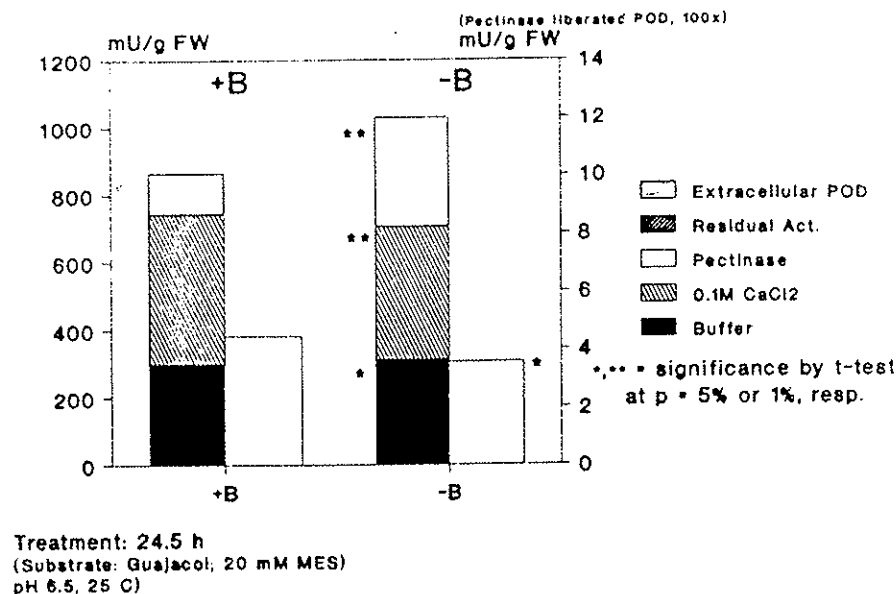 (Pectinase liberated POD, 100x)
mU/g FW
mU/g FW
1200
1000
800
600
400
200
0
+B
-B
**
**
*
*
14
12
10
8
6
4
2
0
+B
-B
Extracellular POD
Residual Act.
Pectinase
0.1M CaCl2
Buffer
*,** = significance by t-test
at p = 5% or 1%, resp.
Treatment: 24.5 h
(Substrate: Guajacol; 20 mM MES)
pH 6.5, 25 C)